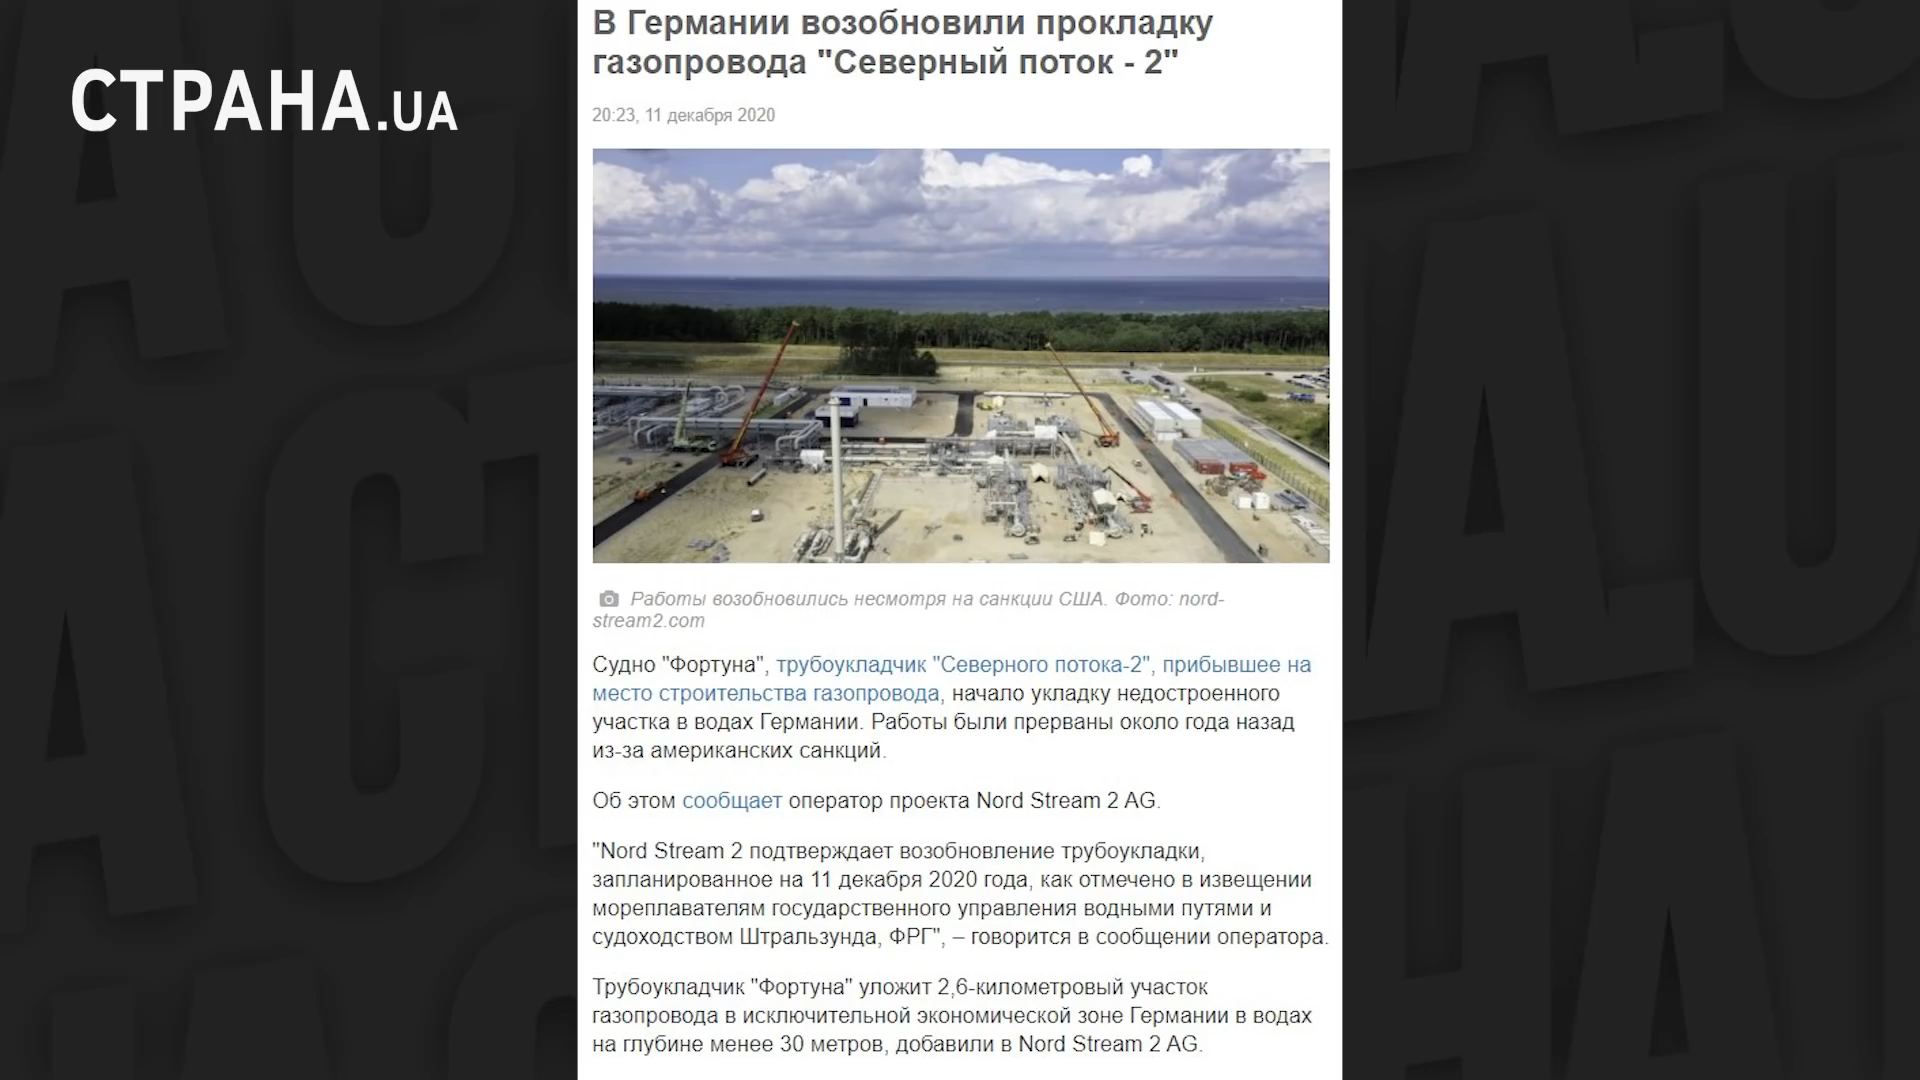 СТРАНА.UA
В Германии возобновили прокладку
газопровода "Северный поток - 2"
20:23, 11 декабря 2020
Работы возобновились несмотря на санкции США. Фото: nord-
stream2.com
Судно "Фортуна", трубоукладчик "Северного потока-2", прибывшее на
место строительства газопровода, начало укладку недостроенного
участка в водах Германии. Работы были прерваны около года назад
из-за американских санкций.
Об этом сообщает оператор проекта Nord Stream 2 AG.
"Nord Stream 2 подтверждает возобновление трубоукладки,
запланированное на 11 декабря 2020 года, как отмечено в извещении
мореплавателям государственного управления водными путями и
судоходством Штральзунда, ФРГ", – говорится в сообщении оператора.
Трубоукладчик "Фортуна" уложит 2,6-километровый участок
газопровода в исключительной экономической зоне Германии в водах
на глубине менее 30 метров, добавили в Nord Stream 2 AG.